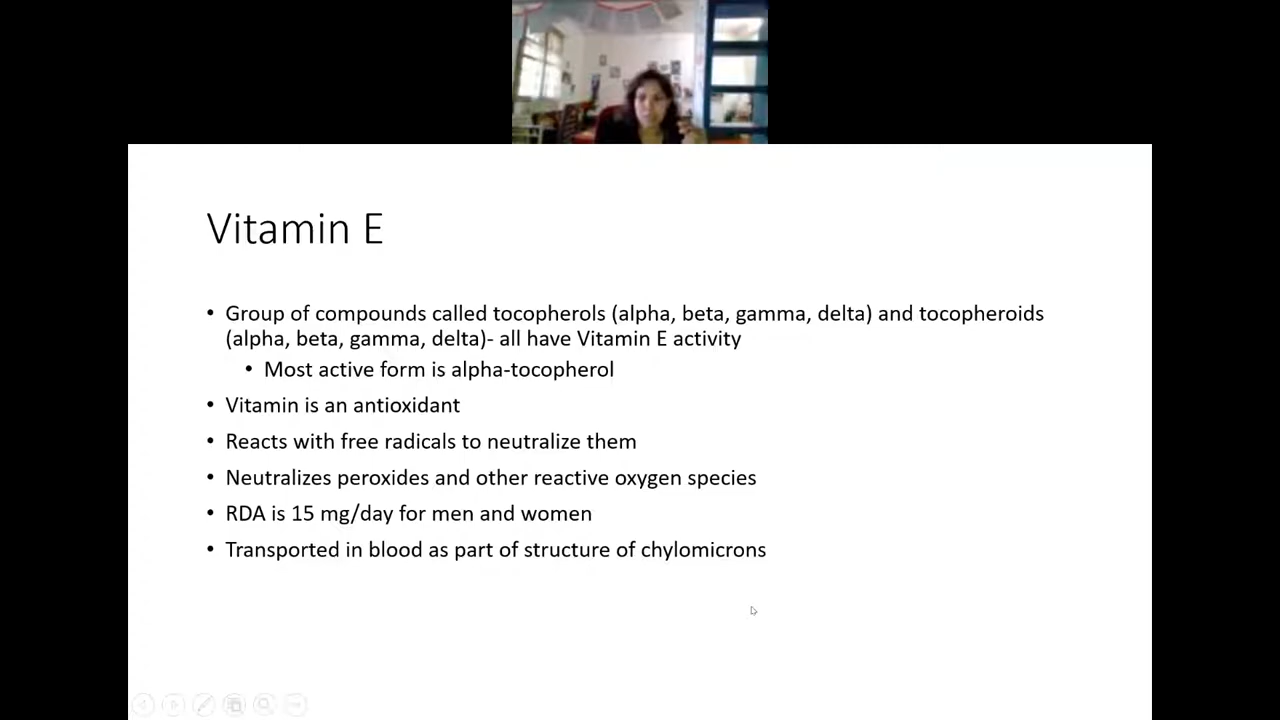 Vitamin E
• Group of compounds called tocopherols (alpha, beta, gamma, delta) and tocopheroids
(alpha, beta, gamma, delta)- all have Vitamin E activity
• Most active form is alpha-tocopherol
• Vitamin is an antioxidant
• Reacts with free radicals to neutralize them
• Neutralizes peroxides and other reactive oxygen species
• RDA is 15 mg/day for men and women
• Transported in blood as part of structure of chylomicrons